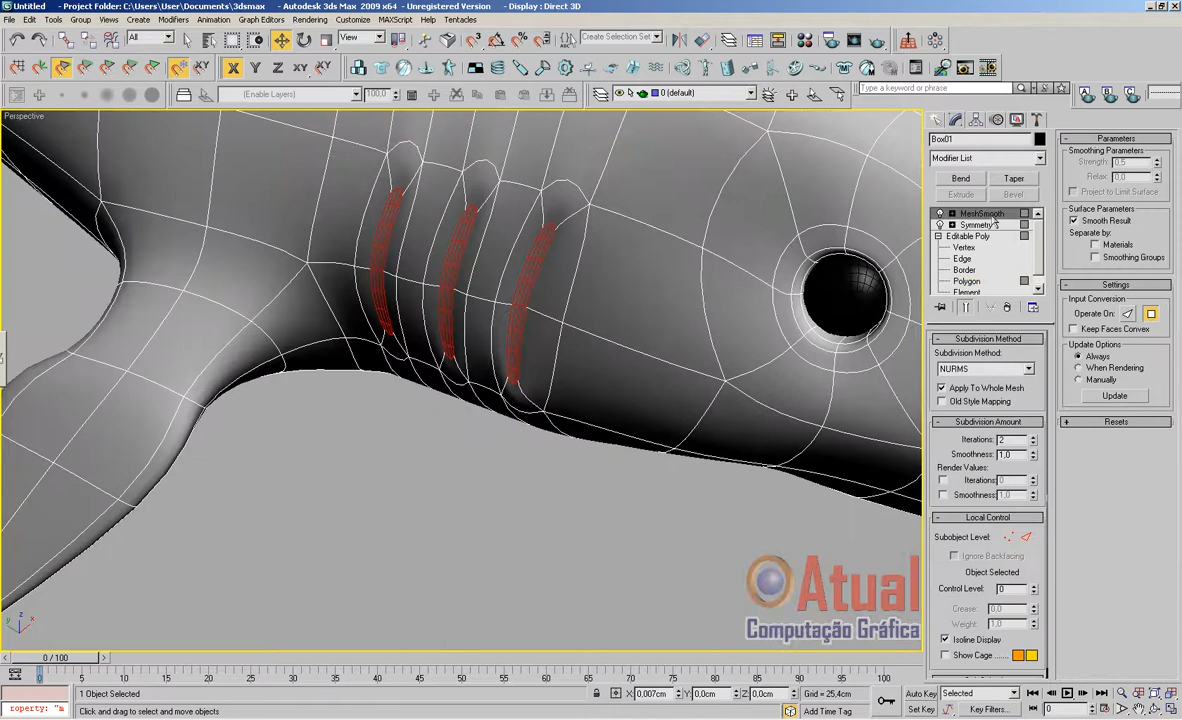 Untitled - Project Folder: C:\Users\User\Documents\3dsmax - Autodesk 3ds Max 2009 x64 - Unregistered Version - Display : Direct 3D
File Edit Tools Group Views Create Modifiers Animation Graph Editors Rendering Customize MAXScript Help Tentacles
All View Create Selection Set
X Y Z XY XY
(Enable Layers) 100,0 0 (default) Type a keyword or phrase
Perspective
Box01
Modifier List
Bend Taper
Extrude Bevel
MeshSmooth
Symmetry
Editable Poly
Vertex
Edge
Border
Polygon
Element
Subdivision Method
Subdivision Method:
NURMS
Apply To Whole Mesh
Old Style Mapping
Subdivision Amount
Iterations: 2
Smoothness: 1,0
Render Values:
Iterations: 0
Smoothness: 1,0
Local Control
Subobject Level:
Ignore Backfacing
Object Selected
Control Level: 0
Crease: 0,0
Weight: 1,0
Isoline Display
Show Cage
Parameters
Smoothing Parameters
Strength: 0,5
Relax: 0,0
Project to Limit Surface
Surface Parameters
Smooth Result
Separate by:
Materials
Smoothing Groups
Settings
Input Conversion
Operate On:
Keep Faces Convex
Update Options
Always
When Rendering
Manually
Update
Resets
Atual
Computação Gráfica
z
y x
0 / 100
0 5 10 15 20 25 30 35 40 45 50 55 60 65 70 75 80 85 90 95 100
1 Object Selected X: 0,007cm Y: 0,0cm Z: 0,0cm Grid = 25,4cm Auto Key Selected
roperty: "m Click and drag to select and move objects Add Time Tag Set Key Key Filters... 0